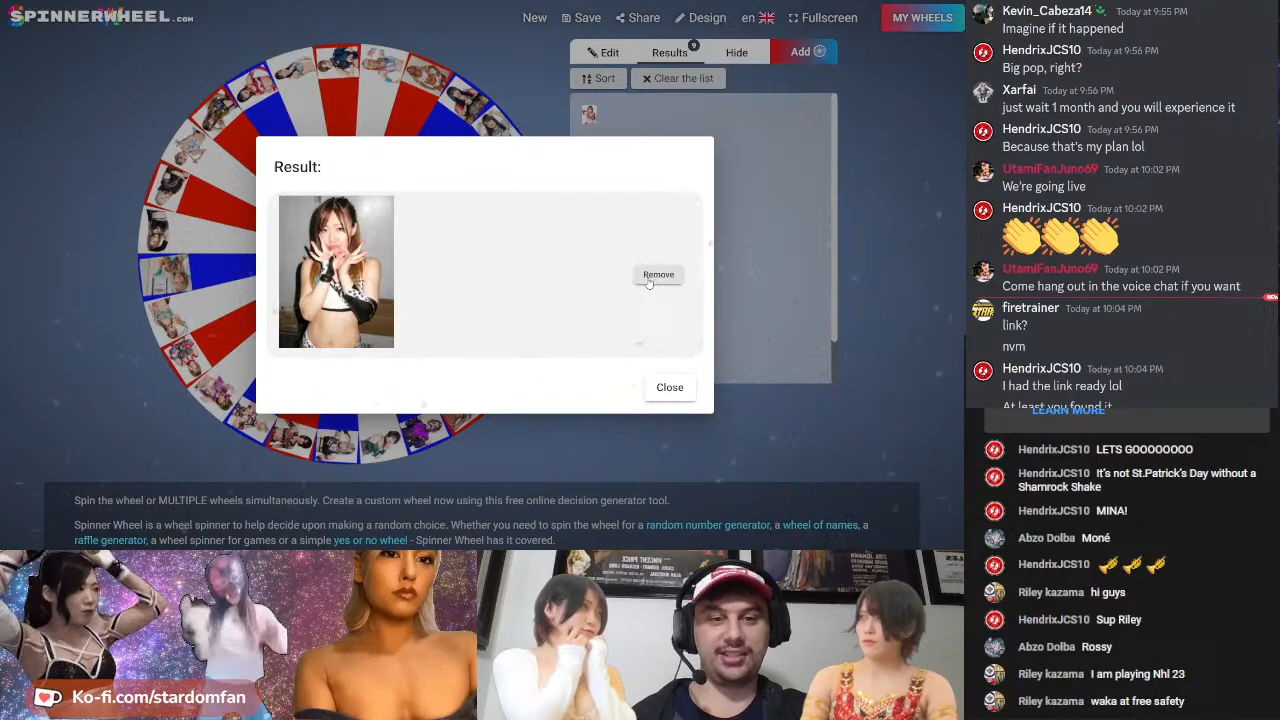 SPINNERWHEEL.COM
New
Save
Share
Design
en
Fullscreen
MY WHEELS
Edit
Results
9
Hide
Add
Sort
Clear the list
Result:
Remove
Close
Spin the wheel or MULTIPLE wheels simultaneously. Create a custom wheel now using this free online decision generator tool.
Spinner Wheel is a wheel spinner to help decide upon making a random choice. Whether you need to spin the wheel for a random number generator, a wheel of names, a
raffle generator, a wheel spinner for games or a simple yes or no wheel - Spinner Wheel has it covered.
Ko-fi.com/stardomfan
Kevin_Cabeza14 Today at 9:55 PM
Imagine if it happened
HendrixJCS10 Today at 9:56 PM
Big pop, right?
Xarfai Today at 9:56 PM
just wait 1 month and you will experience it
HendrixJCS10 Today at 9:56 PM
Because that's my plan lol
UtamiFanJuno69 Today at 10:02 PM
We're going live
HendrixJCS10 Today at 10:02 PM
👏👏👏
UtamiFanJuno69 Today at 10:02 PM
Come hang out in the voice chat if you want
NEW
firetrainer Today at 10:04 PM
link?
nvm
HendrixJCS10 Today at 10:04 PM
I had the link ready lol
At least you found it
LEARN MORE
HendrixJCS10 LETS GOOOOOOOO
HendrixJCS10 It's not St.Patrick's Day without a
Shamrock Shake
HendrixJCS10 MINA!
Abzo Dolba Moné
HendrixJCS10 🎺🎺🎺
Riley kazama hi guys
HendrixJCS10 Sup Riley
Abzo Dolba Rossy
Riley kazama I am playing Nhl 23
Riley kazama waka at free safety